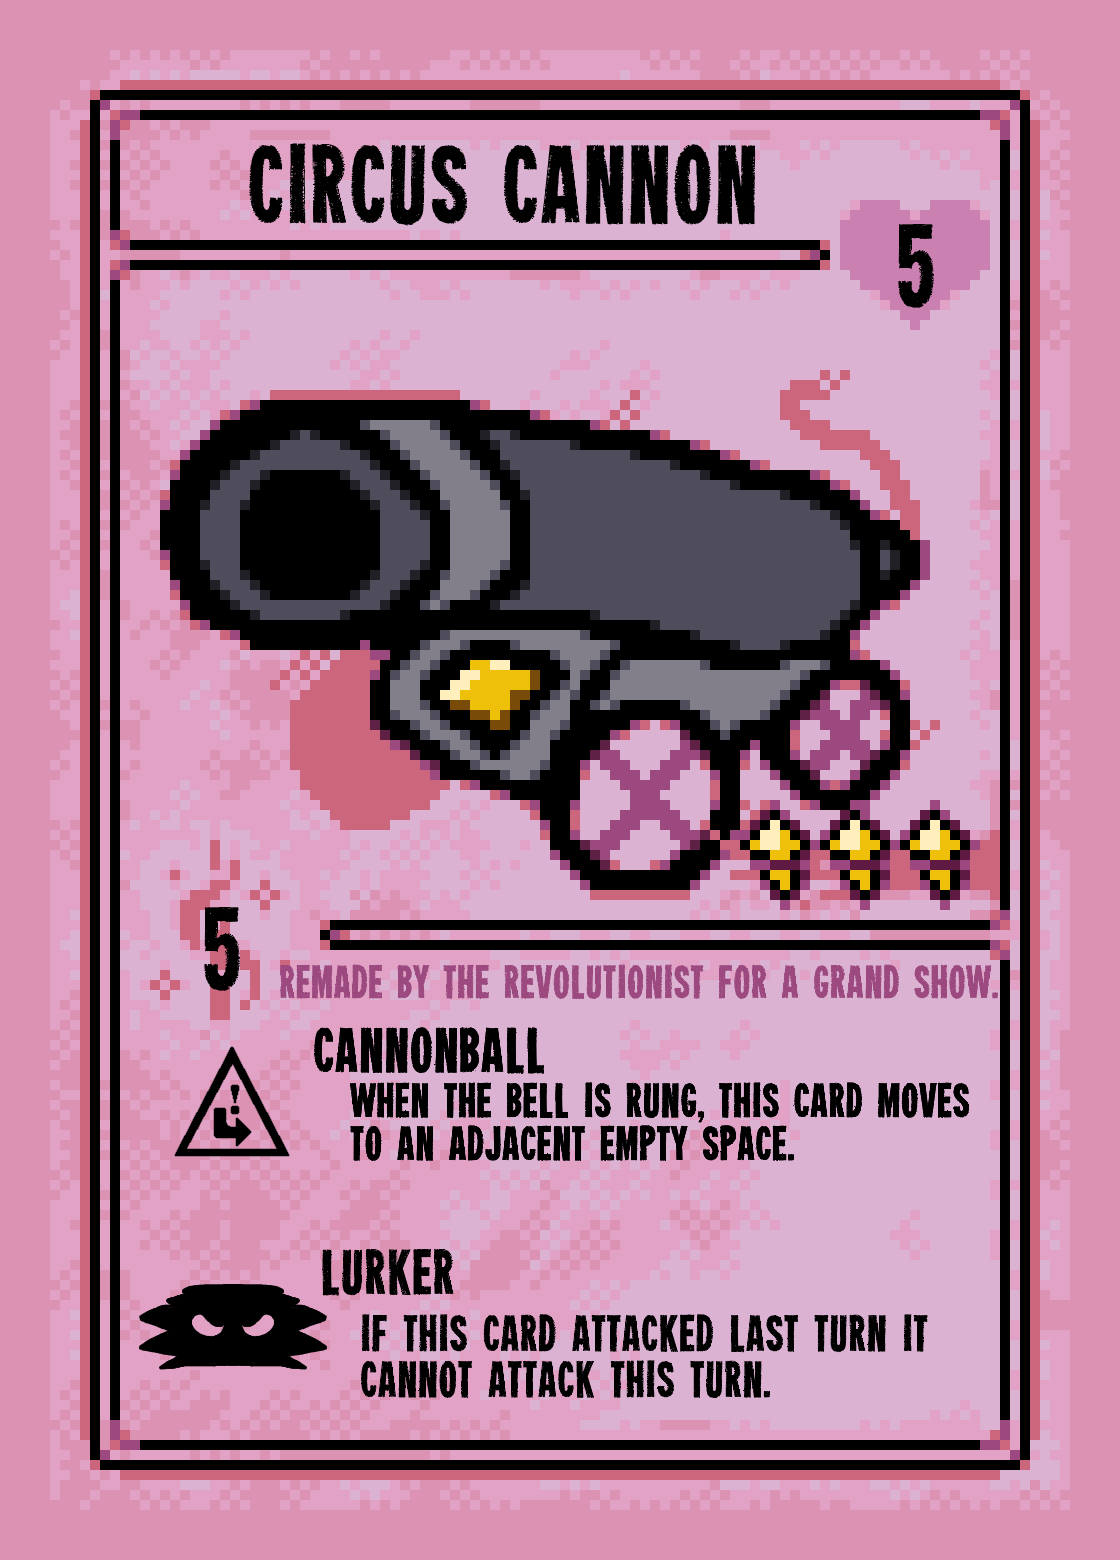 CIRCUS CANNON
5
5
REMADE BY THE REVOLUTIONIST FOR A GRAND SHOW.
CANNONBALL
WHEN THE BELL IS RUNG, THIS CARD MOVES
TO AN ADJACENT EMPTY SPACE.
!
LURKER
IF THIS CARD ATTACKED LAST TURN IT
CANNOT ATTACK THIS TURN.